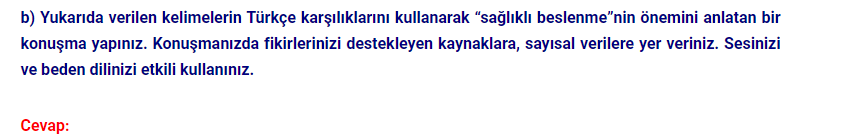 b) Yukarıda verilen kelimelerin Türkçe karşılıklarını kullanarak “sağlıklı beslenme”nin önemini anlatan bir
konuşma yapınız. Konuşmanızda fikirlerinizi destekleyen kaynaklara, sayısal verilere yer veriniz. Sesinizi
ve beden dilinizi etkili kullanınız.
Cevap: